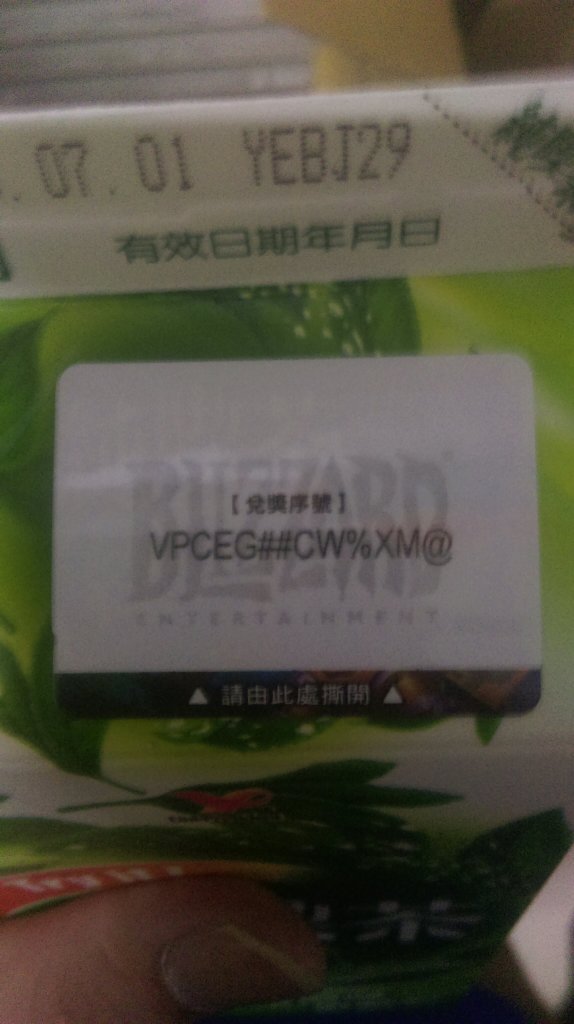 .07.01 YEBJ29
有效日期年月日
BLIZZARD
【兌獎序號】
VPCEG##CW%XM@
ENTERTAINMENT
▲ 請由此處撕開 ▲